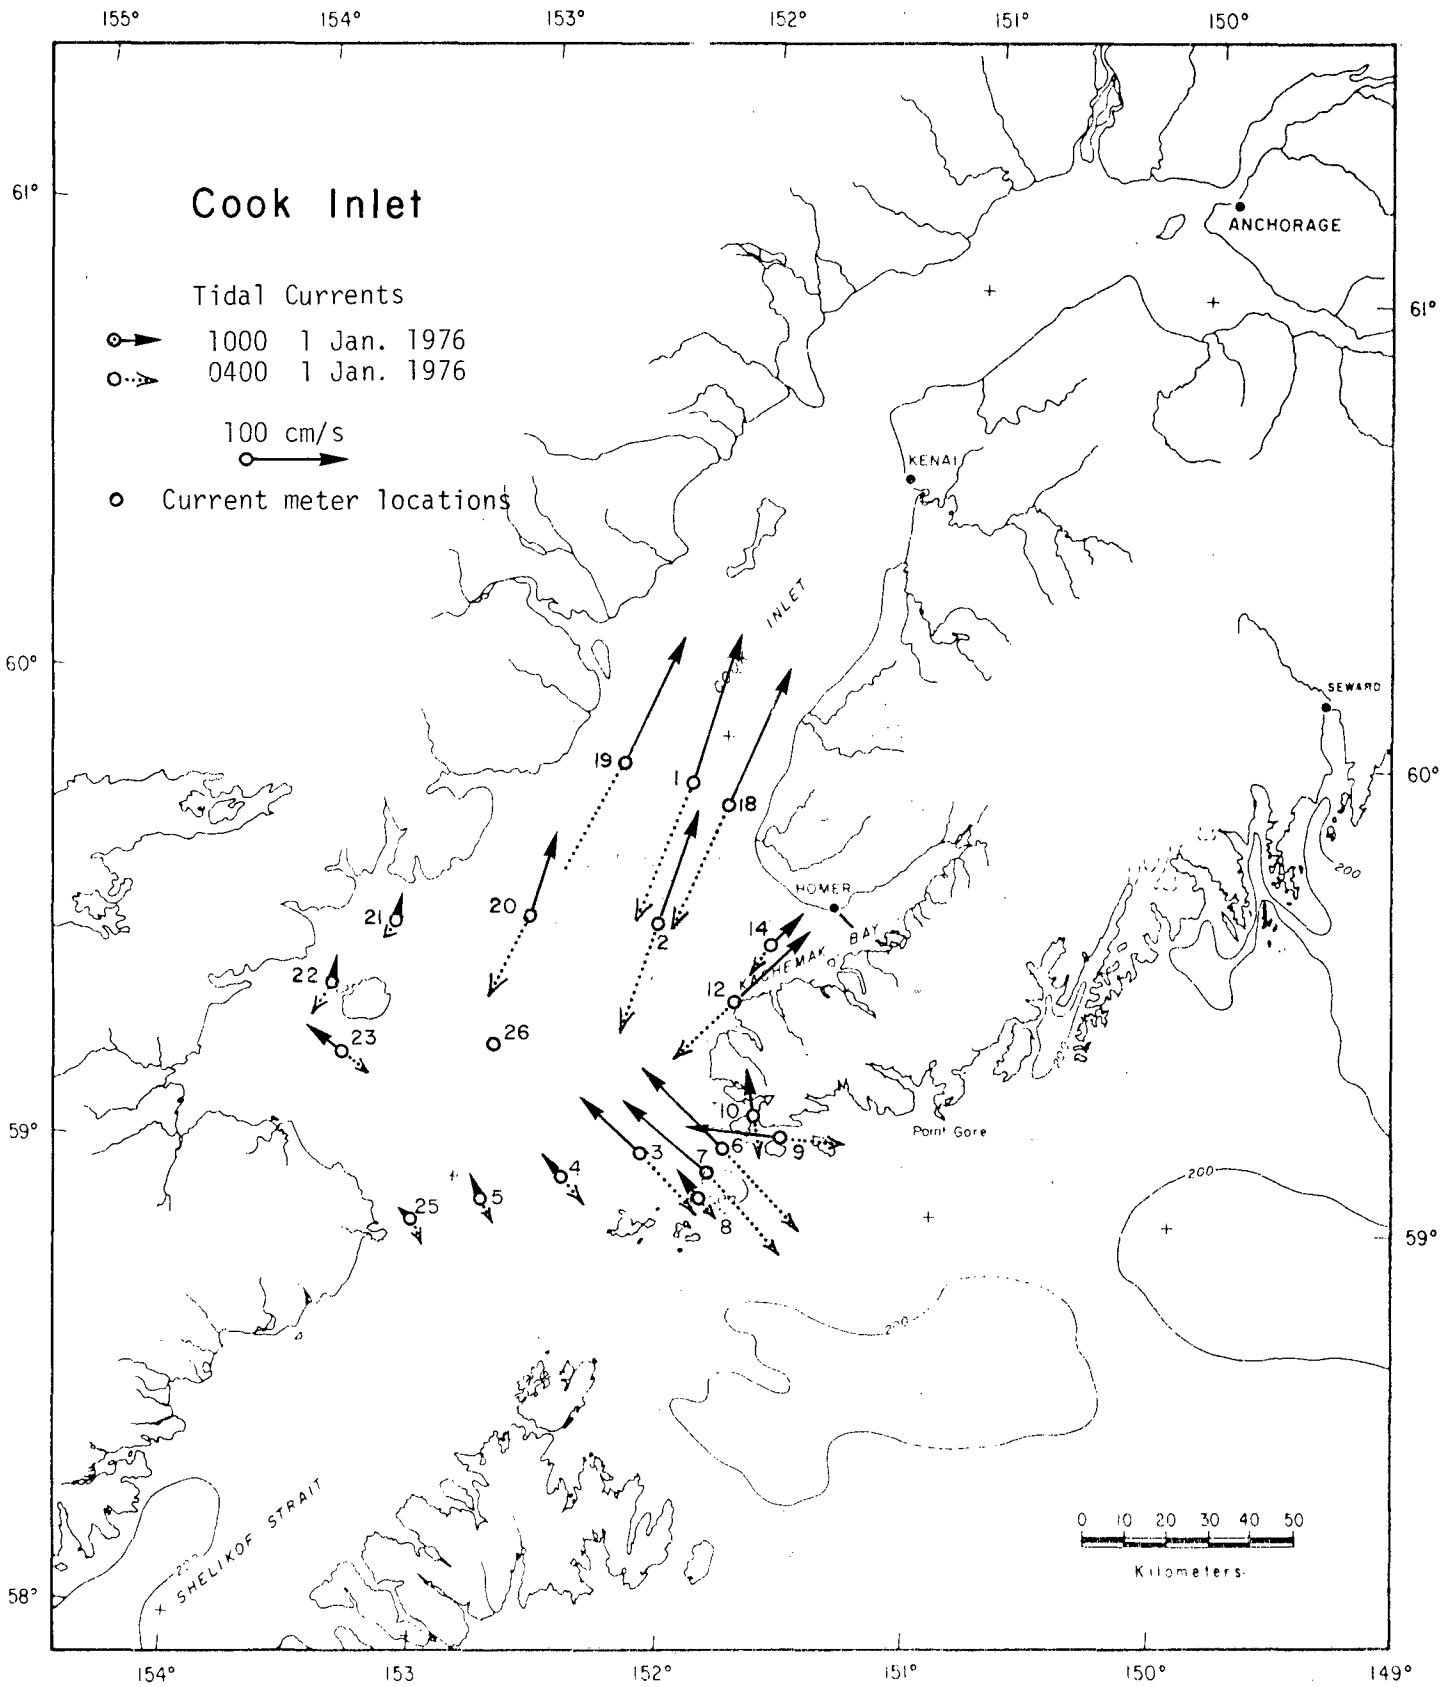 155° 154° 153° 152° 151° 150°
61°
Cook Inlet
ANCHORAGE
Tidal Currents
61°
1000 1 Jan. 1976
0400 1 Jan. 1976
100 cm/s
KENAI
Current meter locations
INLET
60°
COOK
SEWARD
19
1
60°
18
200
HOMER
20
21
2
14
BAY
KACHEMAK
22
12
26
23
10
59°
Point Gore
3
7
6
9
4
200
5
25
8
59°
200
0 10 20 30 40 50
Kilometers
SHELIKOF STRAIT
200
58°
154° 153 152° 151° 150° 149°